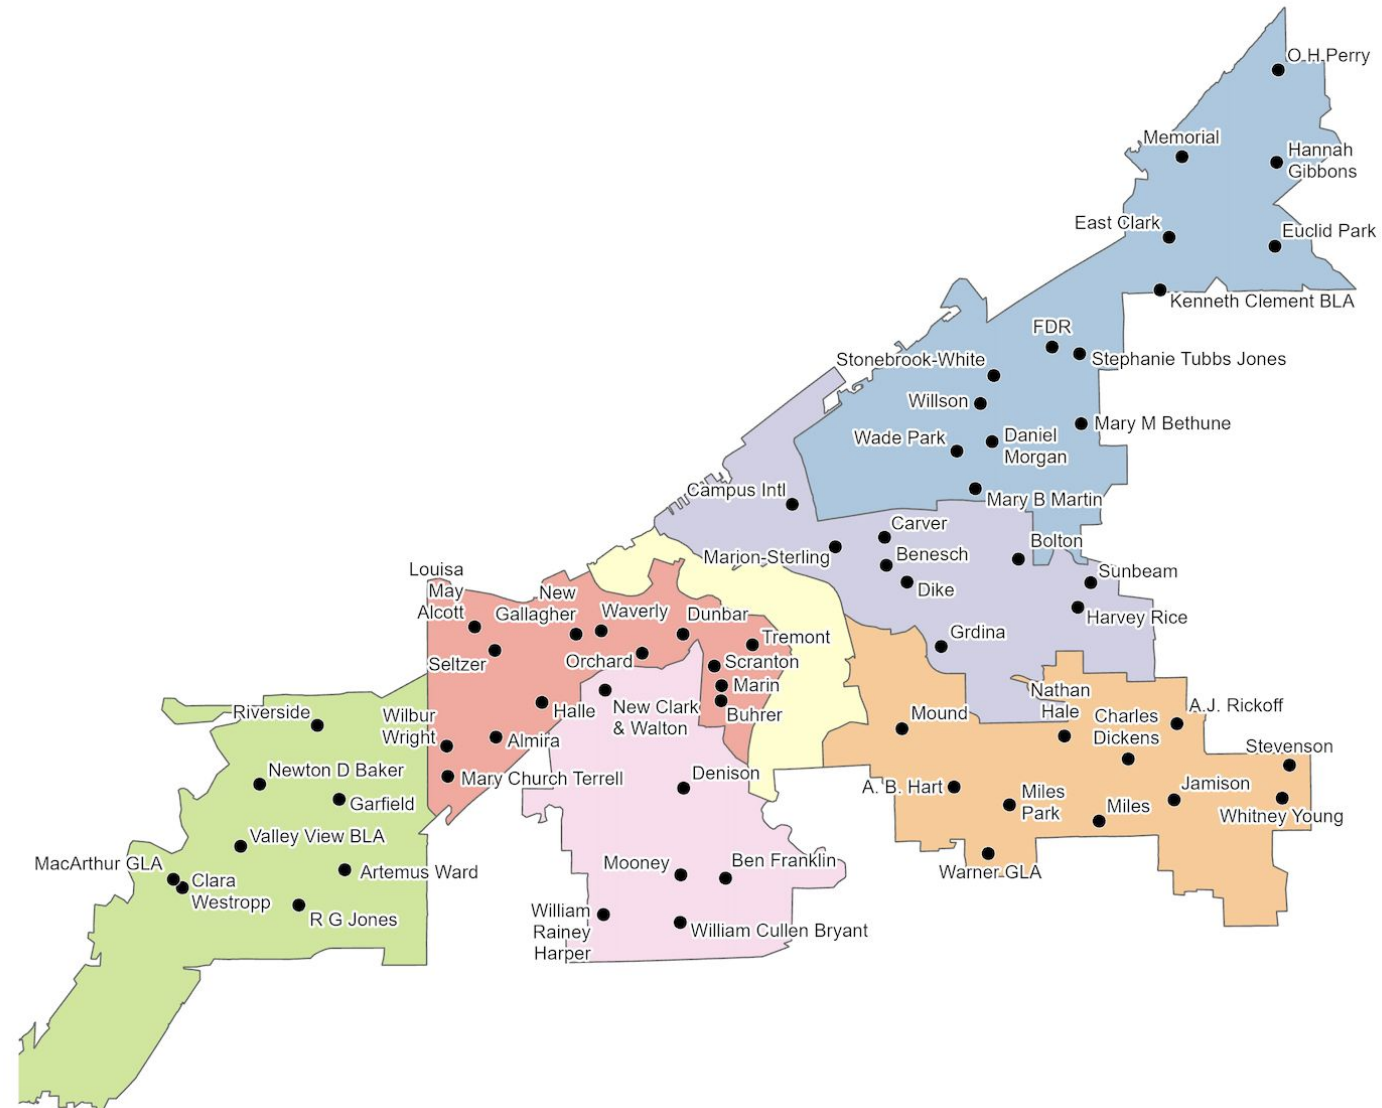 O H Perry
Memorial
Hannah
Gibbons
East Clark
Euclid Park
Kenneth Clement BLA
FDR
Stephanie Tubbs Jones
Stonebrook-White
Willson
Mary M Bethune
Wade Park
Daniel
Morgan
Campus Intl
Mary B Martin
Carver
Marion-Sterling
Benesch
Bolton
Dike
Sunbeam
Harvey Rice
Grdina
Louisa
May
Alcott
New
Gallagher
Waverly
Dunbar
Tremont
Seltzer
Orchard
Scranton
Marin
Buhrer
Halle
New Clark
& Walton
Wilbur
Wright
Almira
Mary Church Terrell
Riverside
Newton D Baker
Garfield
Valley View BLA
MacArthur GLA
Clara
Westropp
Artemus Ward
R G Jones
Denison
Mooney
Ben Franklin
William
Rainey
Harper
William Cullen Bryant
Mound
Nathan
Hale
Charles
Dickens
A.J. Rickoff
Stevenson
A. B. Hart
Miles
Park
Miles
Jamison
Whitney Young
Warner GLA